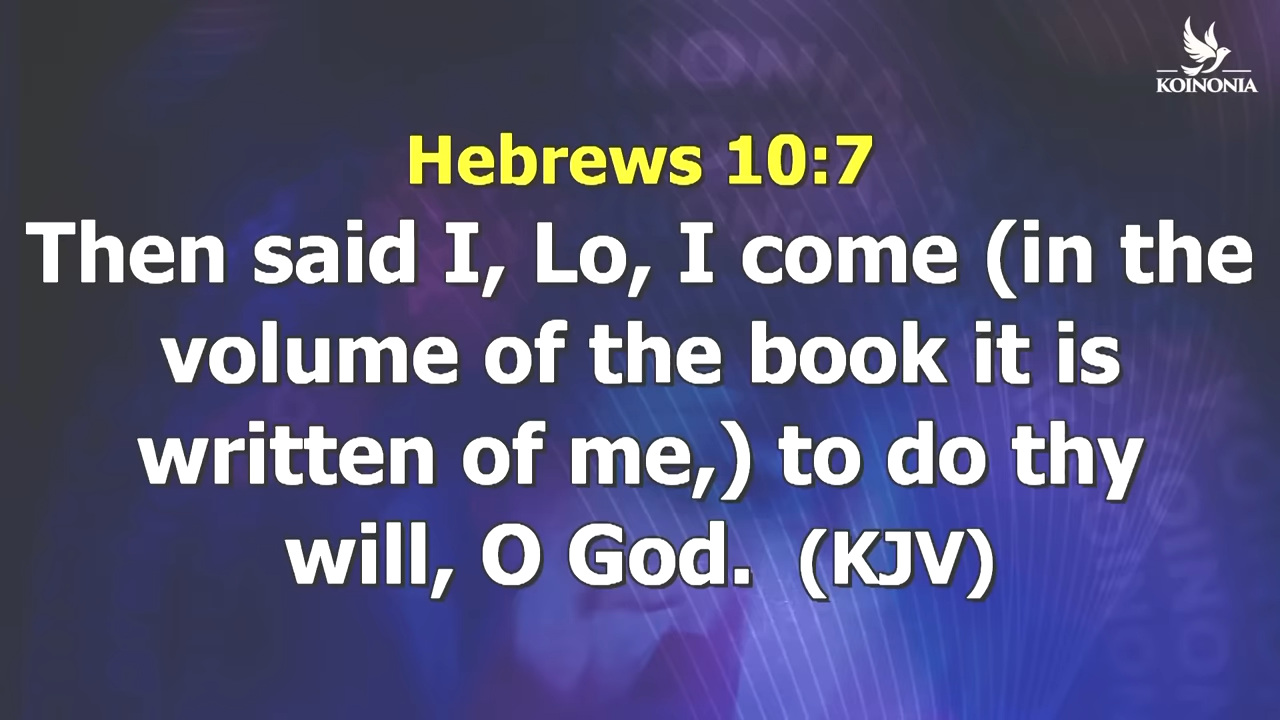 KOINONIA
Hebrews 10:7
Then said I, Lo, I come (in the
volume of the book it is
written of me,) to do thy
will, O God. (KJV)